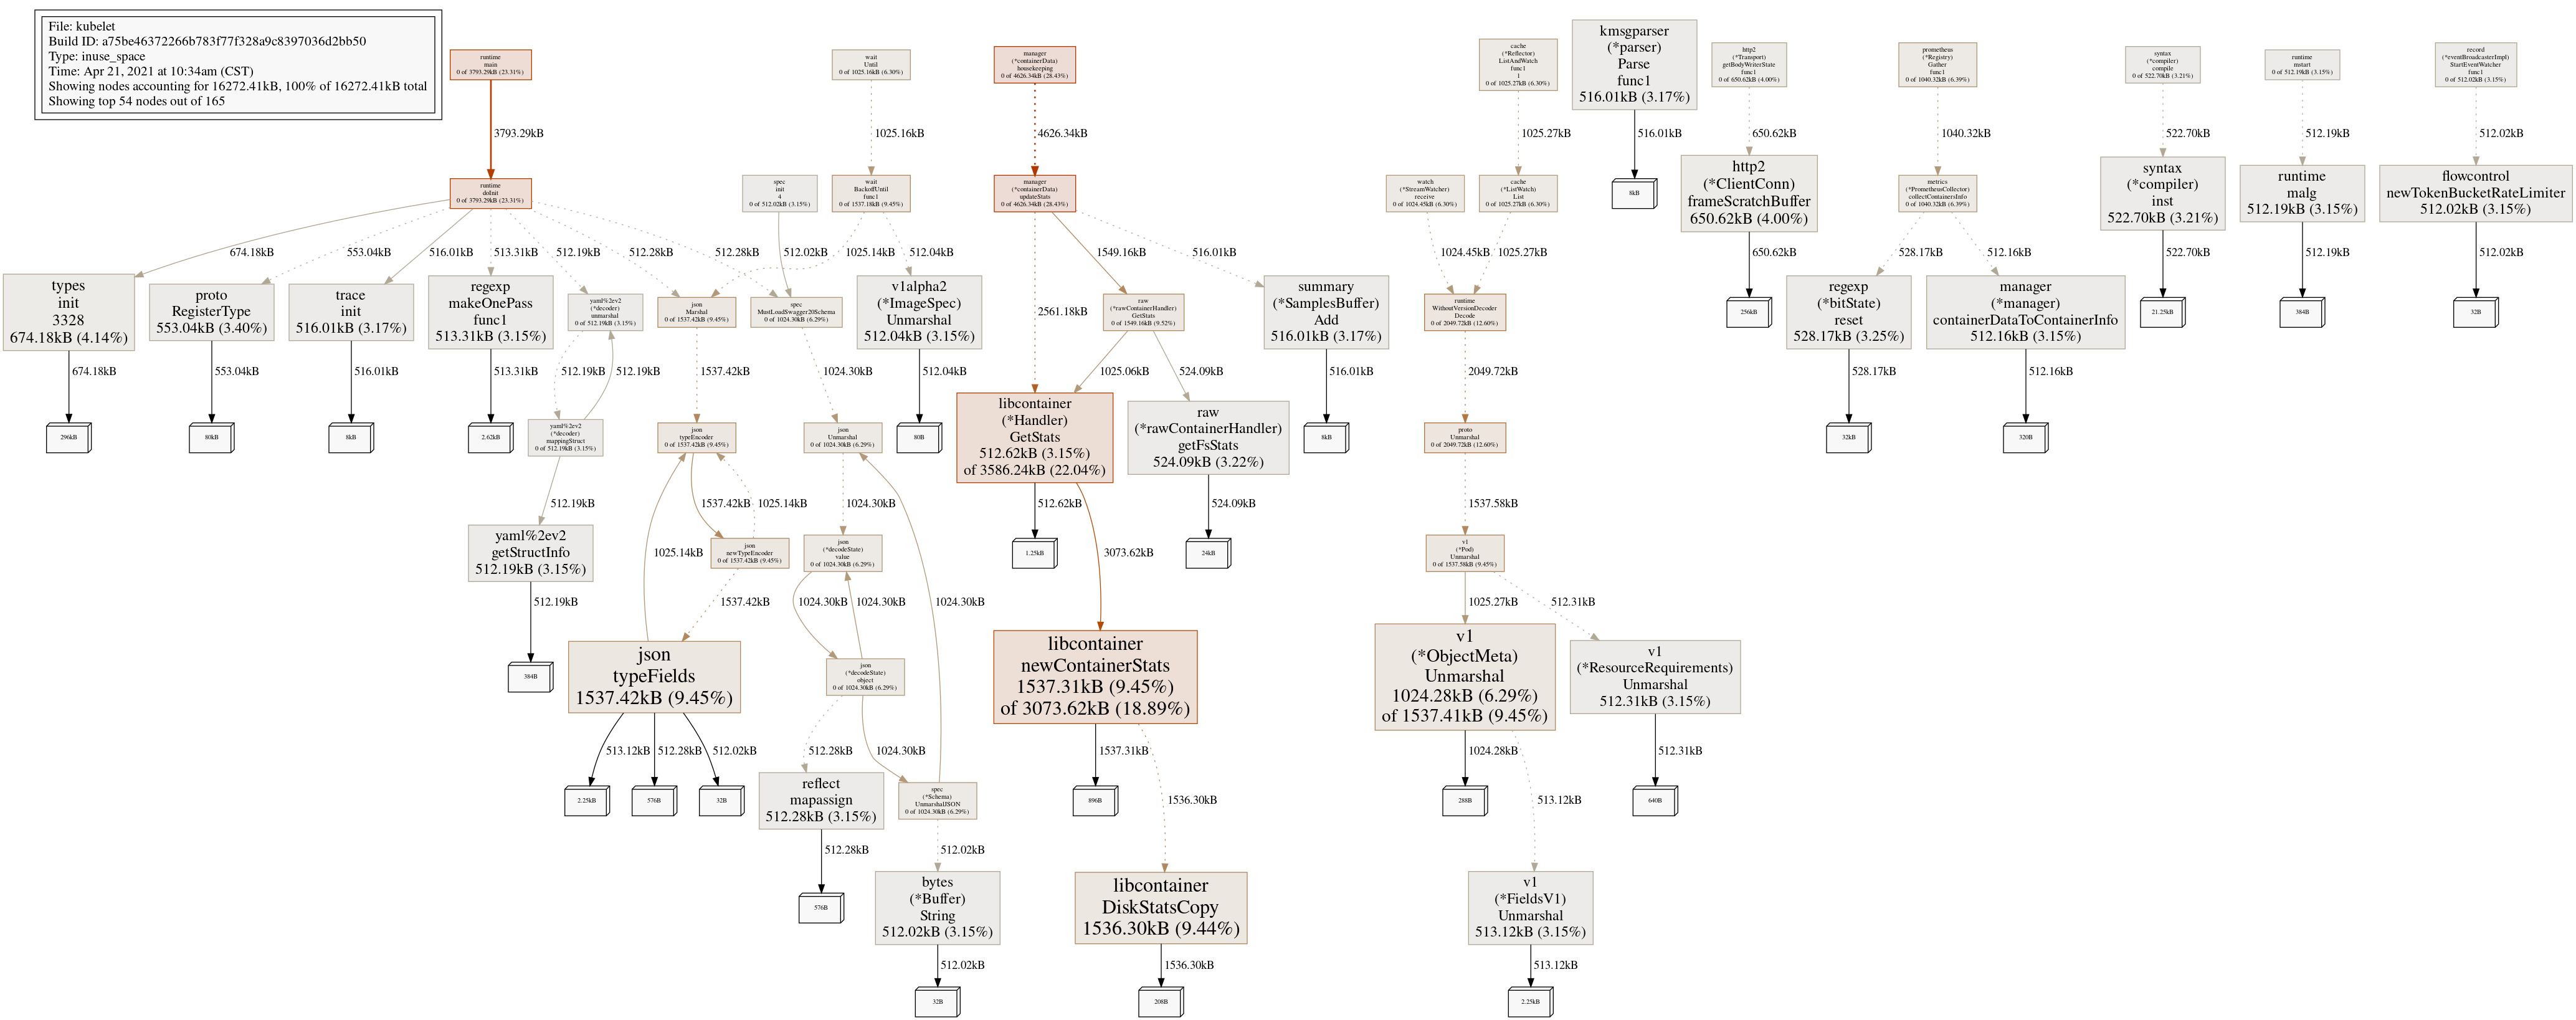 File: kubelet
Build ID: a75be46372266b783f77f328a9c8397036d2bb50
Type: inuse_space
Time: Apr 21, 2021 at 10:34am (CST)
Showing nodes accounting for 16272.41kB, 100% of 16272.41kB total
Showing top 54 nodes out of 165
runtime
main
0 of 3793.29kB (23.31%)
wait
Until
0 of 1025.16kB (6.30%)
manager
(*containerData)
housekeeping
0 of 4626.34kB (28.43%)
cache
(*Reflector)
ListAndWatch
func1
1
0 of 1025.27kB (6.30%)
kmsgparser
(*parser)
Parse
func1
516.01kB (3.17%)
http2
(*Transport)
getBodyWriterState
func1
0 of 650.62kB (4.00%)
prometheus
(*Registry)
Gather
func1
0 of 1040.32kB (6.39%)
syntax
(*compiler)
compile
0 of 522.70kB (3.21%)
runtime
mstart
0 of 512.19kB (3.15%)
record
(*eventBroadcasterImpl)
StartEventWatcher
func1
0 of 512.02kB (3.15%)
3793.29kB
1025.16kB
4626.34kB
1025.27kB
516.01kB
650.62kB
1040.32kB
522.70kB
512.19kB
512.02kB
runtime
doInit
0 of 3793.29kB (23.31%)
spec
init
4
0 of 512.02kB (3.15%)
wait
BackoffUntil
func1
0 of 1537.18kB (9.45%)
manager
(*containerData)
updateStats
0 of 4626.34kB (28.43%)
watch
(*StreamWatcher)
receive
0 of 1024.45kB (6.30%)
cache
(*ListWatch)
List
0 of 1025.27kB (6.30%)
8kB
http2
(*ClientConn)
frameScratchBuffer
650.62kB (4.00%)
metrics
(*PrometheusCollector)
collectContainersInfo
0 of 1040.32kB (6.39%)
syntax
(*compiler)
inst
522.70kB (3.21%)
runtime
malg
512.19kB (3.15%)
flowcontrol
newTokenBucketRateLimiter
512.02kB (3.15%)
674.18kB
553.04kB
516.01kB
513.31kB
512.19kB
512.28kB
512.28kB
512.02kB
1025.14kB
512.04kB
2561.18kB
1549.16kB
516.01kB
1024.45kB
1025.27kB
650.62kB
528.17kB
512.16kB
522.70kB
512.19kB
512.02kB
types
init
3328
674.18kB (4.14%)
proto
RegisterType
553.04kB (3.40%)
trace
init
516.01kB (3.17%)
regexp
makeOnePass
func1
513.31kB (3.15%)
yaml%2ev2
(*decoder)
unmarshal
0 of 512.19kB (3.15%)
json
Marshal
0 of 1537.42kB (9.45%)
spec
MustLoadSwagger20Schema
0 of 1024.30kB (6.29%)
v1alpha2
(*ImageSpec)
Unmarshal
512.04kB (3.15%)
raw
(*rawContainerHandler)
GetStats
0 of 1549.16kB (9.52%)
summary
(*SamplesBuffer)
Add
516.01kB (3.17%)
runtime
WithoutVersionDecoder
Decode
0 of 2049.72kB (12.60%)
256kB
regexp
(*bitState)
reset
528.17kB (3.25%)
manager
(*manager)
containerDataToContainerInfo
512.16kB (3.15%)
21.25kB
384B
32B
674.18kB
553.04kB
516.01kB
513.31kB
512.19kB
512.19kB
1537.42kB
1024.30kB
512.04kB
1025.06kB
524.09kB
516.01kB
2049.72kB
528.17kB
512.16kB
296kB
80kB
8kB
2.62kB
yaml%2ev2
(*decoder)
mappingStruct
0 of 512.19kB (3.15%)
json
typeEncoder
0 of 1537.42kB (9.45%)
json
Unmarshal
0 of 1024.30kB (6.29%)
80B
libcontainer
(*Handler)
GetStats
512.62kB (3.15%)
of 3586.24kB (22.04%)
raw
(*rawContainerHandler)
getFsStats
524.09kB (3.22%)
8kB
proto
Unmarshal
0 of 2049.72kB (12.60%)
32kB
320B
512.19kB
1537.42kB
1025.14kB
1024.30kB
512.62kB
524.09kB
1537.58kB
yaml%2ev2
getStructInfo
512.19kB (3.15%)
1025.14kB
json
newTypeEncoder
0 of 1537.42kB (9.45%)
json
(*decodeState)
value
0 of 1024.30kB (6.29%)
1.25kB
3073.62kB
24kB
v1
(*Pod)
Unmarshal
0 of 1537.58kB (9.45%)
512.19kB
1537.42kB
1024.30kB
1024.30kB
1024.30kB
1025.27kB
512.31kB
384B
json
typeFields
1537.42kB (9.45%)
json
(*decodeState)
object
0 of 1024.30kB (6.29%)
libcontainer
newContainerStats
1537.31kB (9.45%)
of 3073.62kB (18.89%)
v1
(*ObjectMeta)
Unmarshal
1024.28kB (6.29%)
of 1537.41kB (9.45%)
v1
(*ResourceRequirements)
Unmarshal
512.31kB (3.15%)
513.12kB
512.28kB
512.02kB
512.28kB
1024.30kB
1537.31kB
1024.28kB
512.31kB
2.25kB
576B
32B
reflect
mapassign
512.28kB (3.15%)
spec
(*Schema)
UnmarshalJSON
0 of 1024.30kB (6.29%)
896B
1536.30kB
288B
513.12kB
640B
512.28kB
512.02kB
576B
bytes
(*Buffer)
String
512.02kB (3.15%)
libcontainer
DiskStatsCopy
1536.30kB (9.44%)
v1
(*FieldsV1)
Unmarshal
513.12kB (3.15%)
512.02kB
1536.30kB
513.12kB
32B
208B
2.25kB